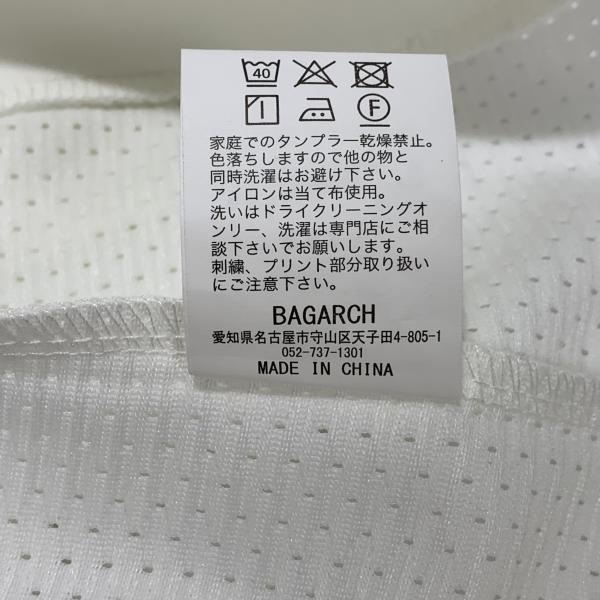 40
F
家庭でのタンブラー乾燥禁止。
色落ちしますので他の物と
同時洗濯はお避け下さい。
アイロンは当て布使用。
洗いはドライクリーニングオ
ンリー、洗濯は専門店にご相
談下さいでお願いします。
刺繍、プリント部分取り扱い
にご注意下さい。
BAGARCH
愛知県名古屋市守山区天子田4-805-1
052-737-1301
MADE IN CHINA